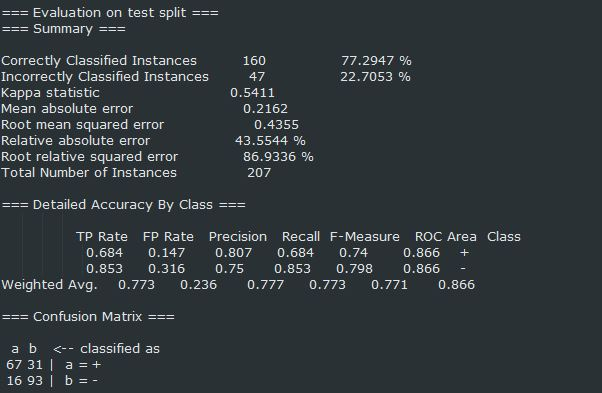 === Evaluation on test split ===
=== Summary ===
Correctly Classified Instances 160 77.2947 %
Incorrectly Classified Instances 47 22.7053 %
Kappa statistic 0.5411
Mean absolute error 0.2162
Root mean squared error 0.4355
Relative absolute error 43.5544 %
Root relative squared error 86.9336 %
Total Number of Instances 207
=== Detailed Accuracy By Class ===
TP Rate FP Rate Precision Recall F-Measure ROC Area Class
0.684 0.147 0.807 0.684 0.74 0.866 +
0.853 0.316 0.75 0.853 0.798 0.866 -
Weighted Avg. 0.773 0.236 0.777 0.773 0.771 0.866
=== Confusion Matrix ===
a b <-- classified as
67 31 | a = +
16 93 | b = -